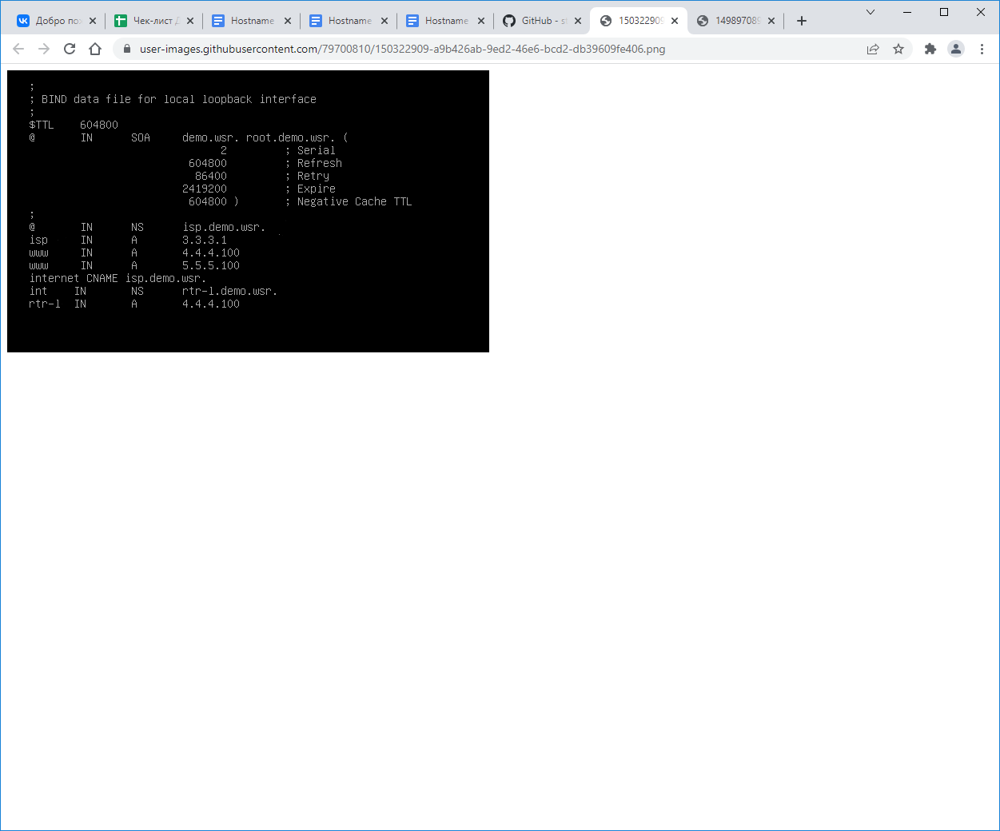 Добро по
Чек-лист Д
Hostname
Hostname
Hostname
GitHub - st
150322909
149897089
user-images.githubusercontent.com/79700810/150322909-a9b426ab-9ed2-46e6-bcd2-db39609fe406.png
;
; BIND data file for local loopback interface
;
$TTL 604800
@ IN SOA demo.wsr. root.demo.wsr. (
2 ; Serial
604800 ; Refresh
86400 ; Retry
2419200 ; Expire
604800 ) ; Negative Cache TTL
;
@ IN NS isp.demo.wsr.
isp IN A 3.3.3.1
www IN A 4.4.4.100
www IN A 5.5.5.100
internet CNAME isp.demo.wsr.
int IN NS rtr-l.demo.wsr.
rtr-l IN A 4.4.4.100